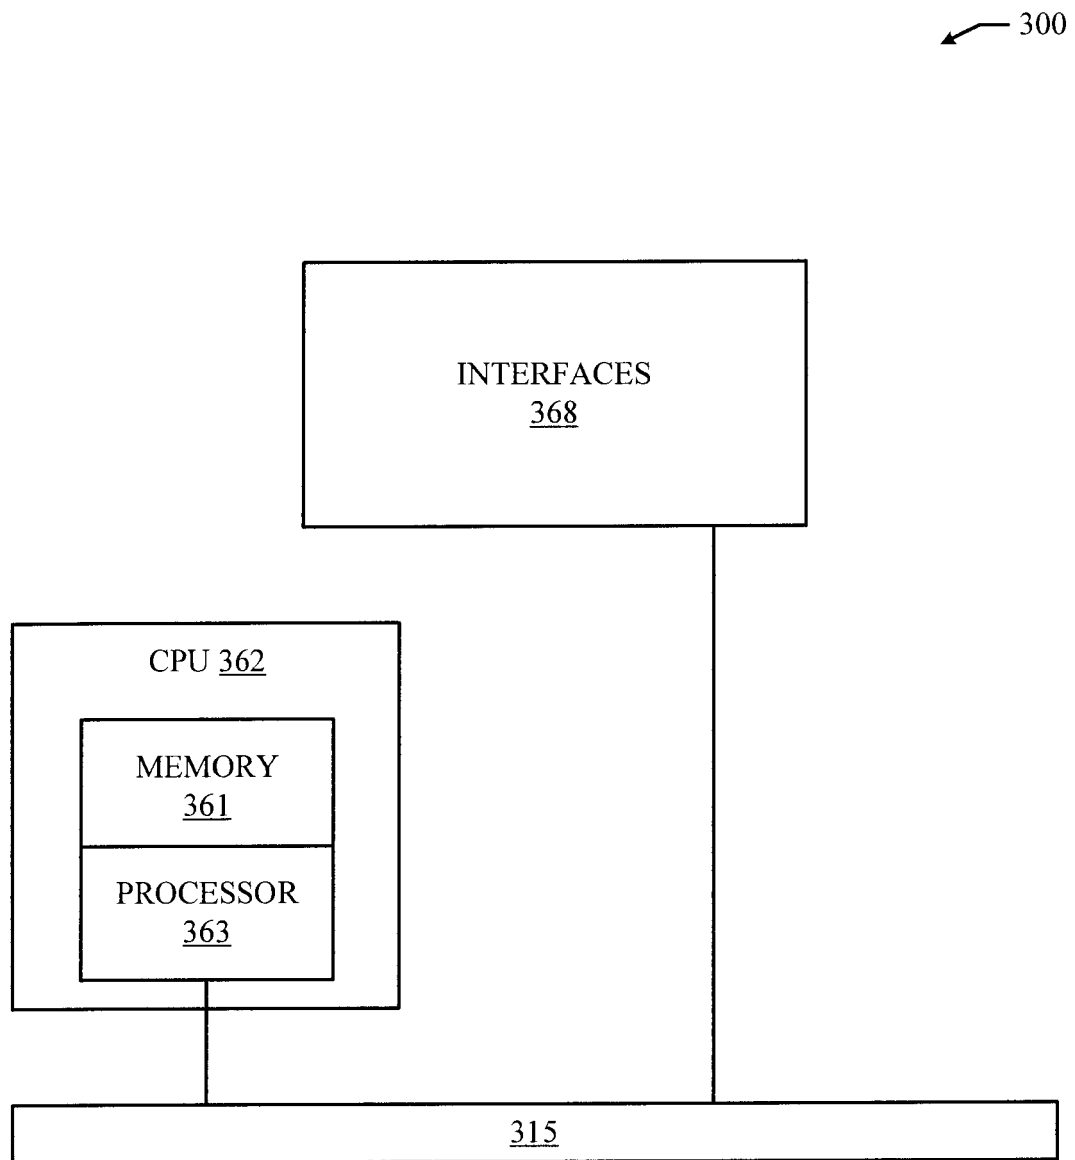 300
INTERFACES
368
CPU 362
MEMORY
361
PROCESSOR
363
315